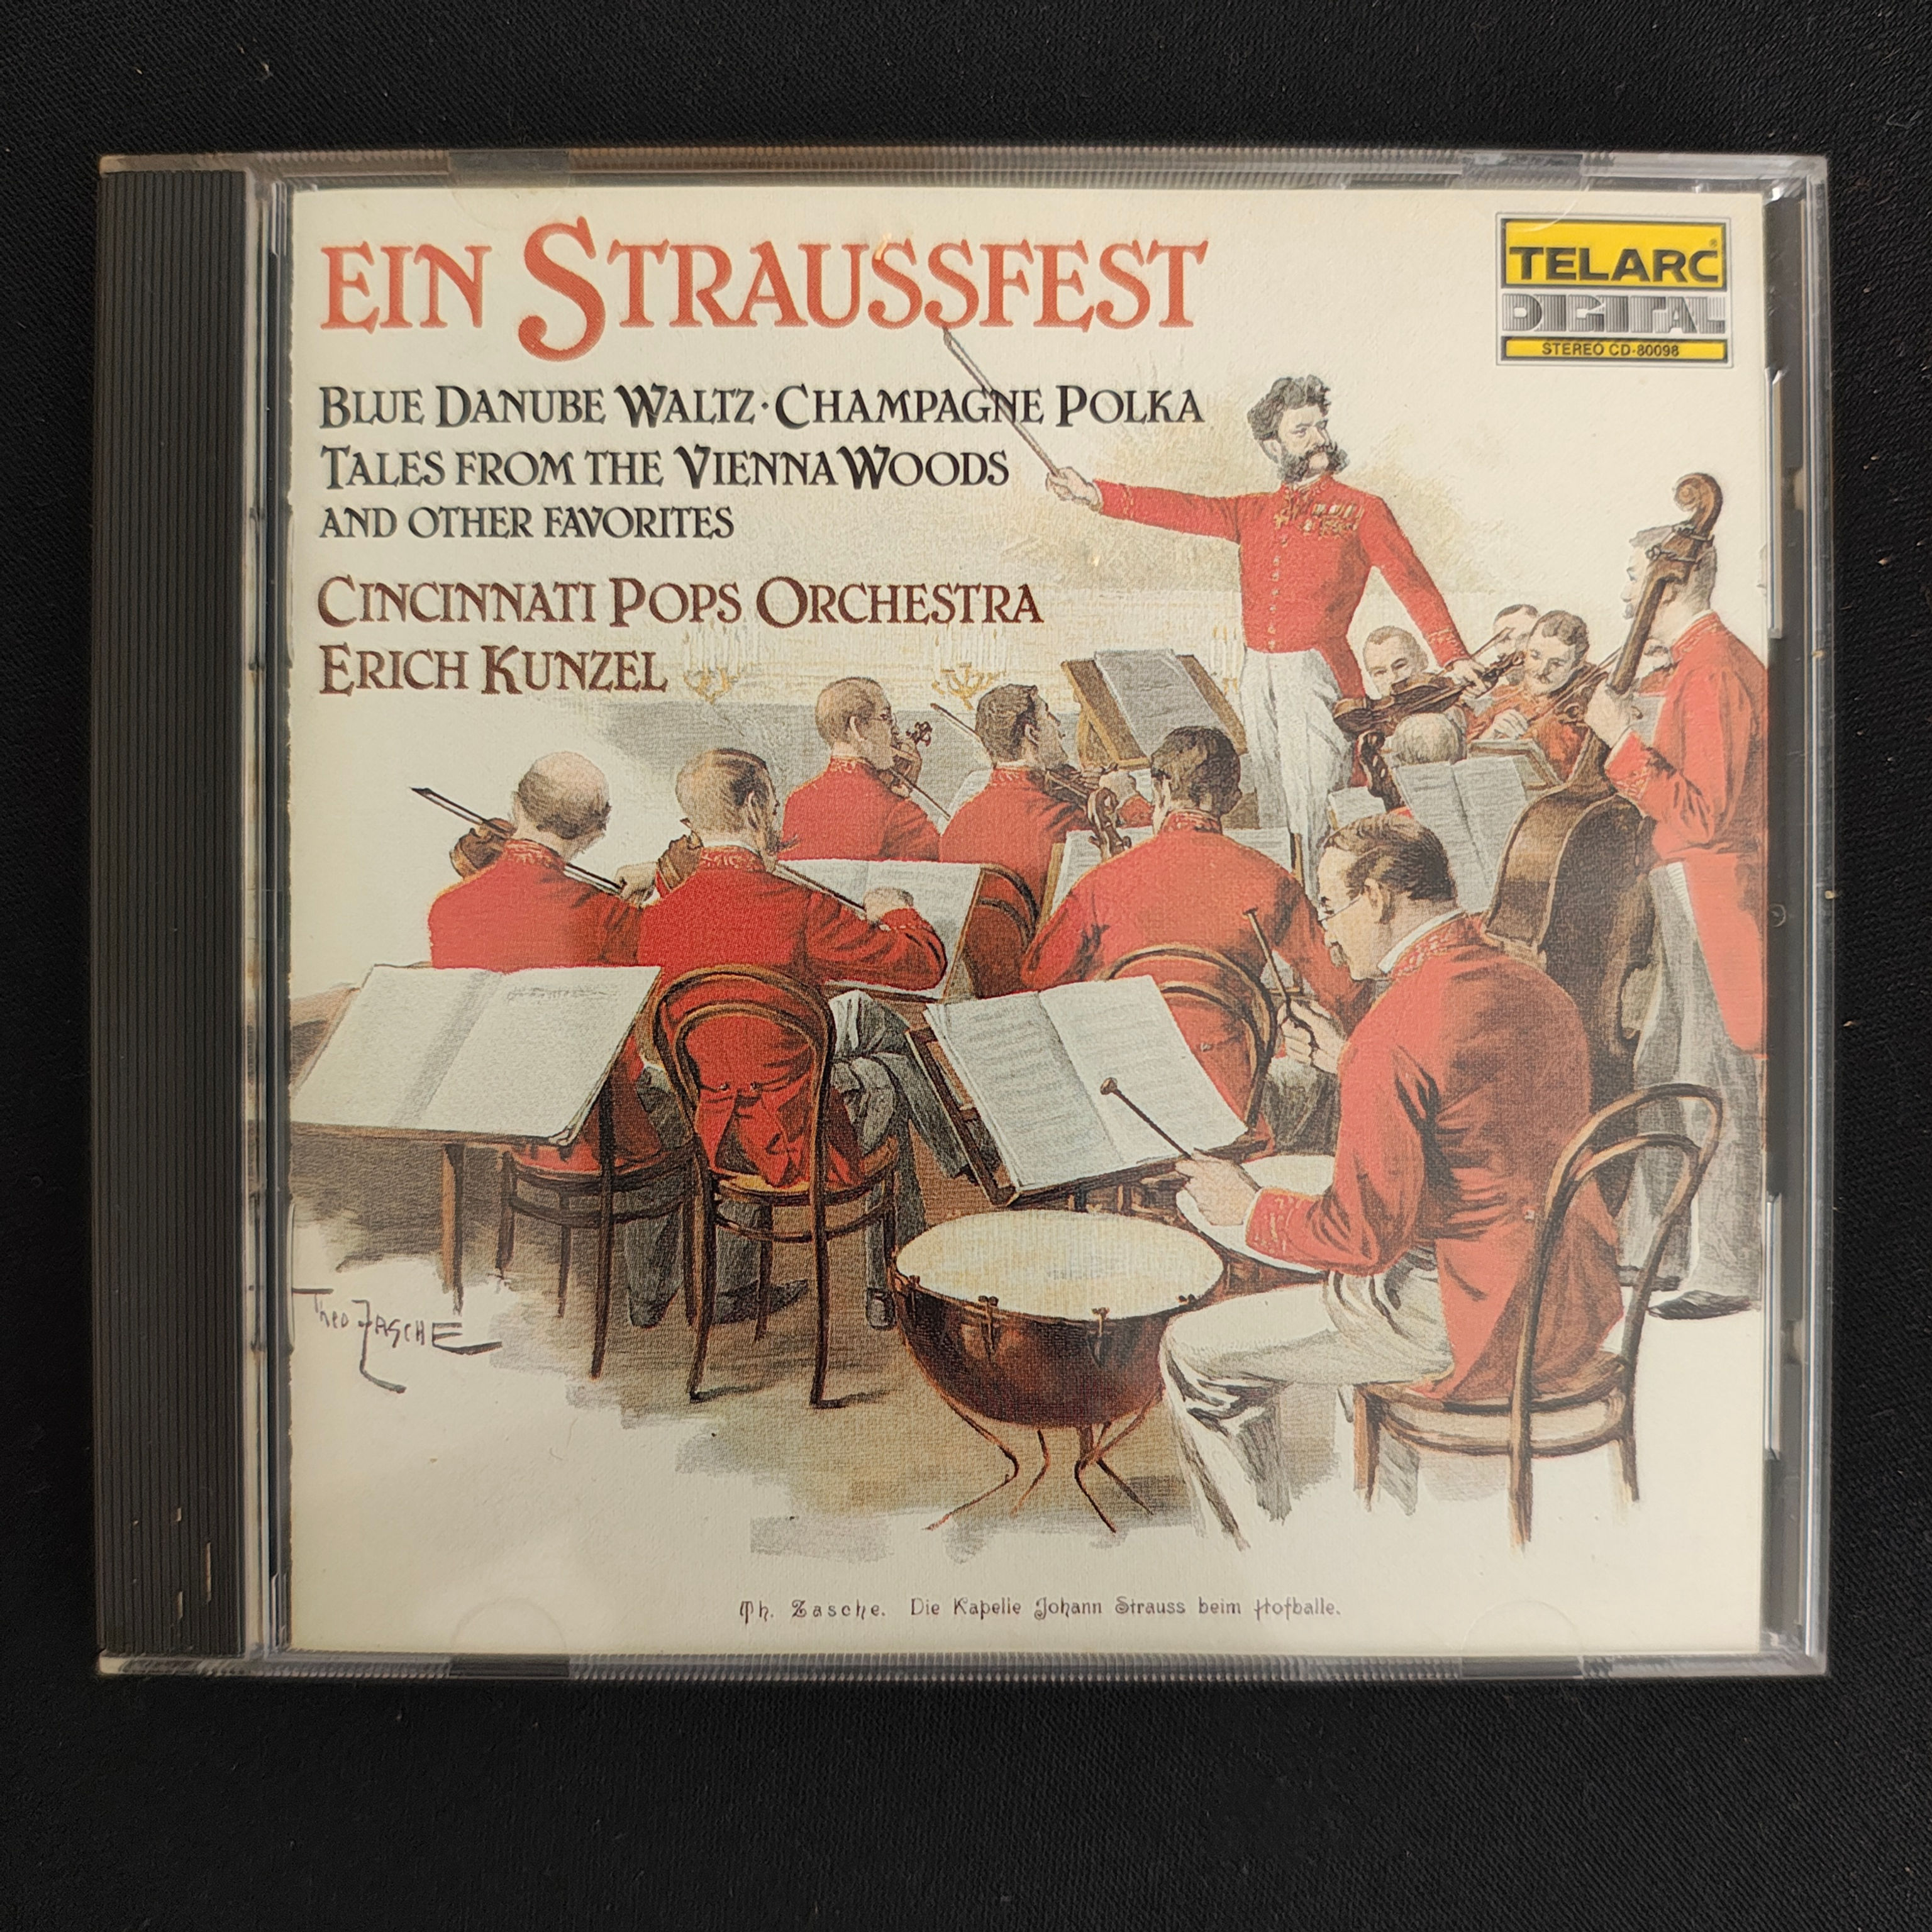 EIN STRAUSSFEST
TELARC®
DIGITAL
STEREO CD-80098
BLUE DANUBE WALTZ · CHAMPAGNE POLKA
TALES FROM THE VIENNA WOODS
AND OTHER FAVORITES
CINCINNATI POPS ORCHESTRA
ERICH KUNZEL
Theo ZASCHE
Th. Zasche. Die Kapelle Johann Strauss beim Hofballe.